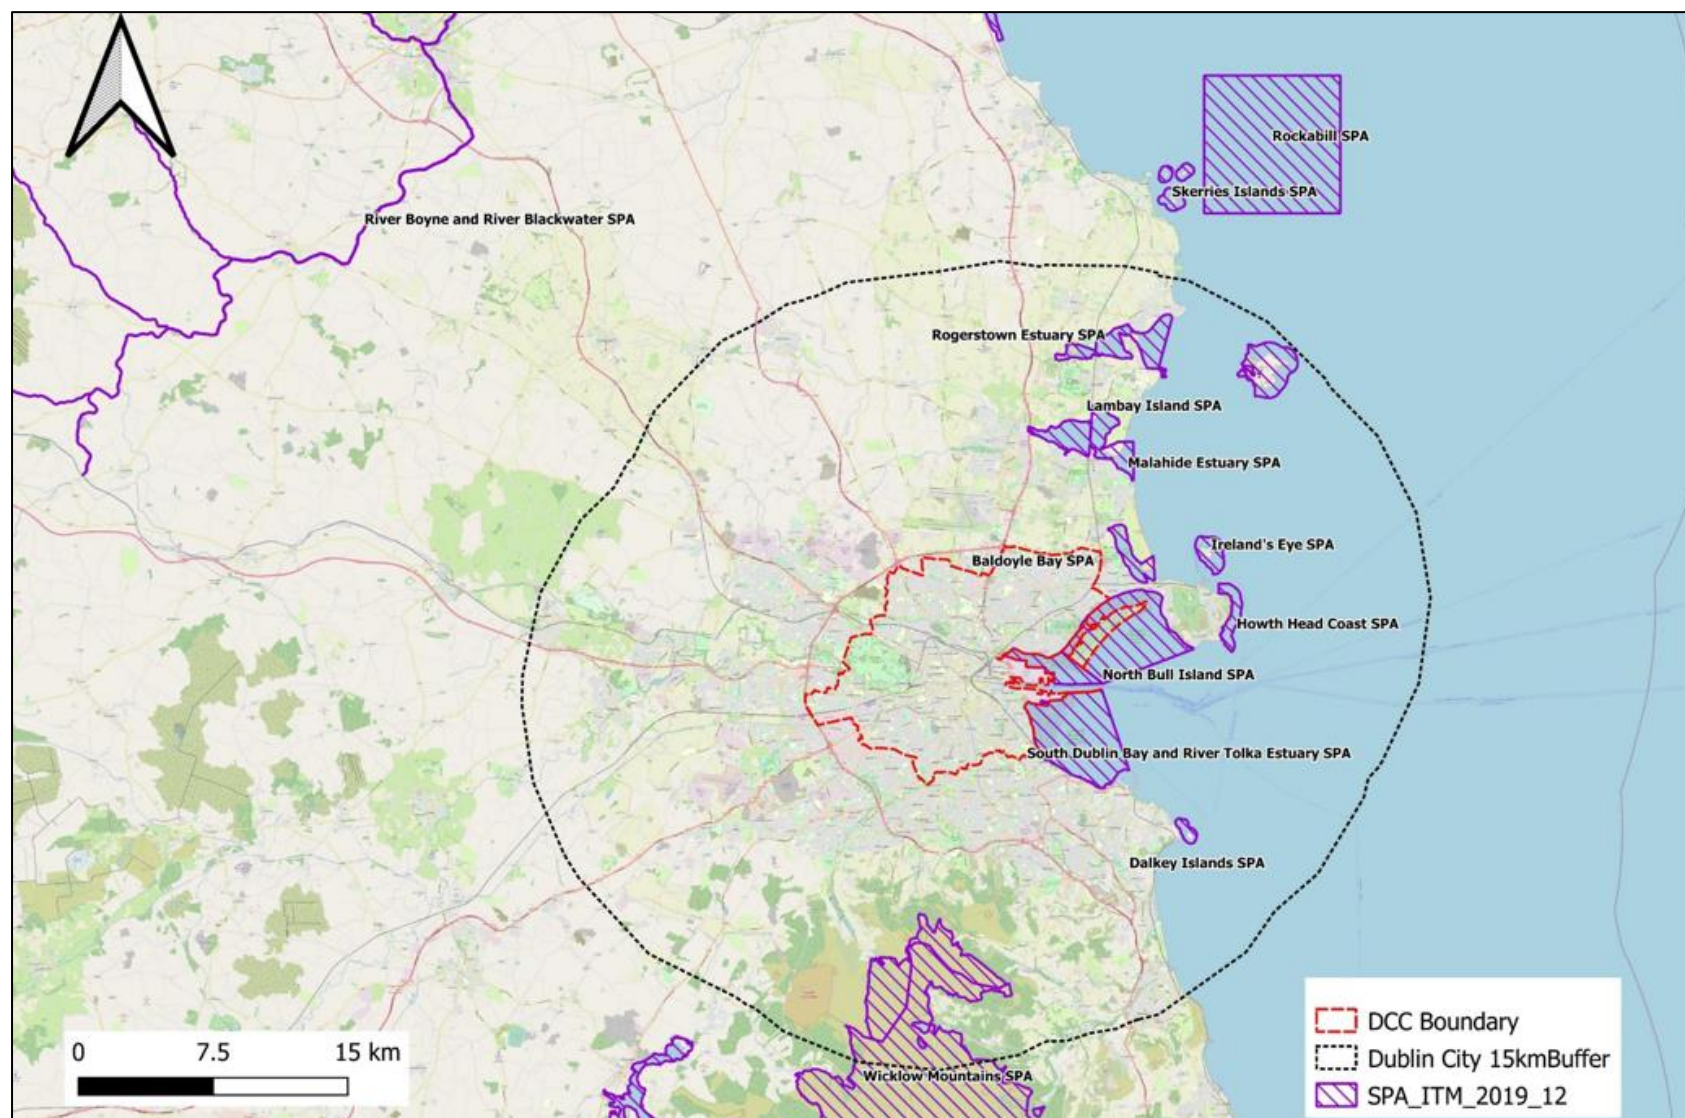 Rockabill SPA
Skerries Islands SPA
River Boyne and River Blackwater SPA
Rogerstown Estuary SPA
Lambay Island SPA
Malahide Estuary SPA
Ireland's Eye SPA
Baldoyle Bay SPA
Howth Head Coast SPA
North Bull Island SPA
South Dublin Bay and River Tolka Estuary SPA
Dalkey Islands SPA
Wicklow Mountains SPA
0 7.5 15 km
DCC Boundary
Dublin City 15kmBuffer
SPA_ITM_2019_12